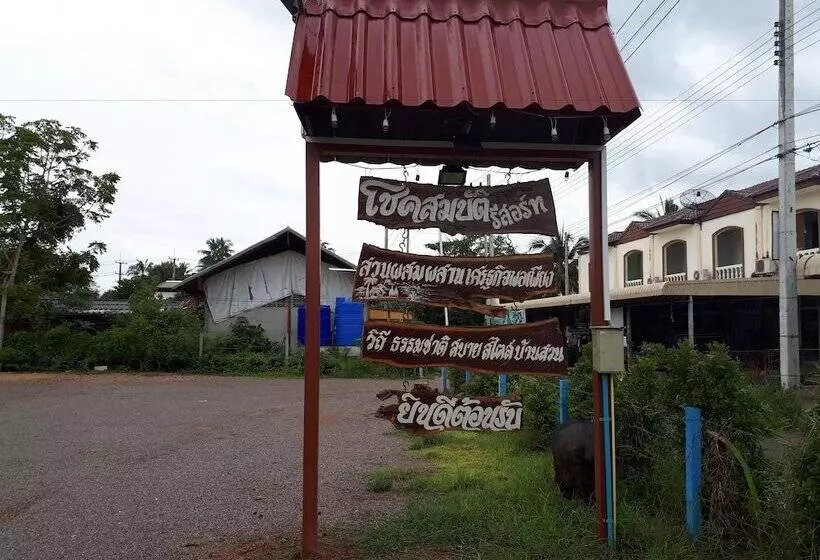 โชคสมบัติ รีสอร์ท
สวนผสมผสาน เศรษฐกิจพอเพียง
วิถี ธรรมชาติ สบาย สไตล์ บ้านสวน
ยินดีต้อนรับ